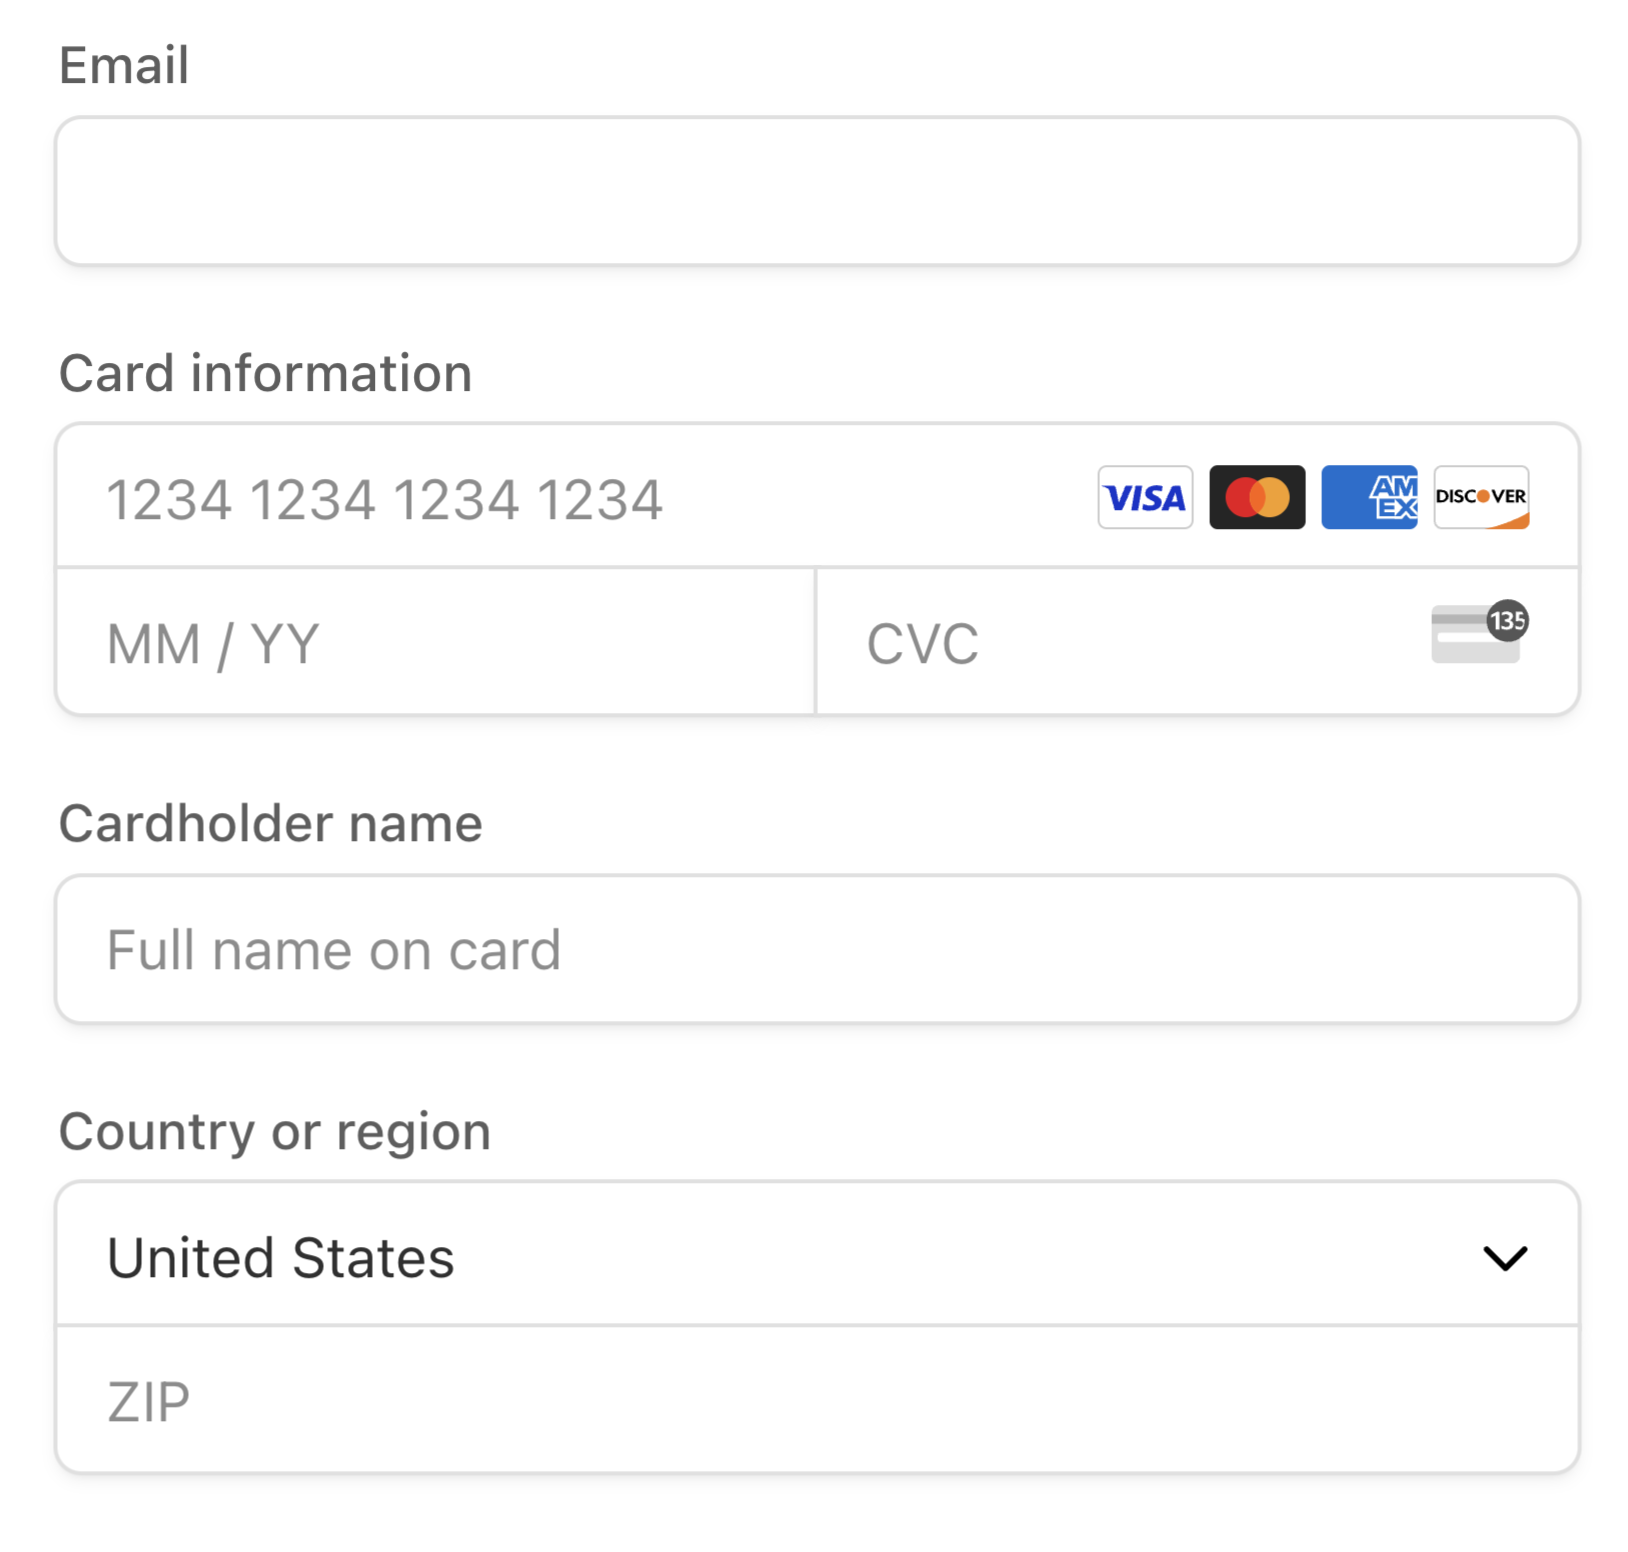 Email
Card information
1234 1234 1234 1234 VISA AM EX DISCOVER
MM / YY CVC 135
Cardholder name
Full name on card
Country or region
United States
ZIP